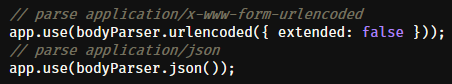 // parse application/x-www-form-urlencoded
app.use(bodyParser.urlencoded({ extended: false }));
// parse application/json
app.use(bodyParser.json());